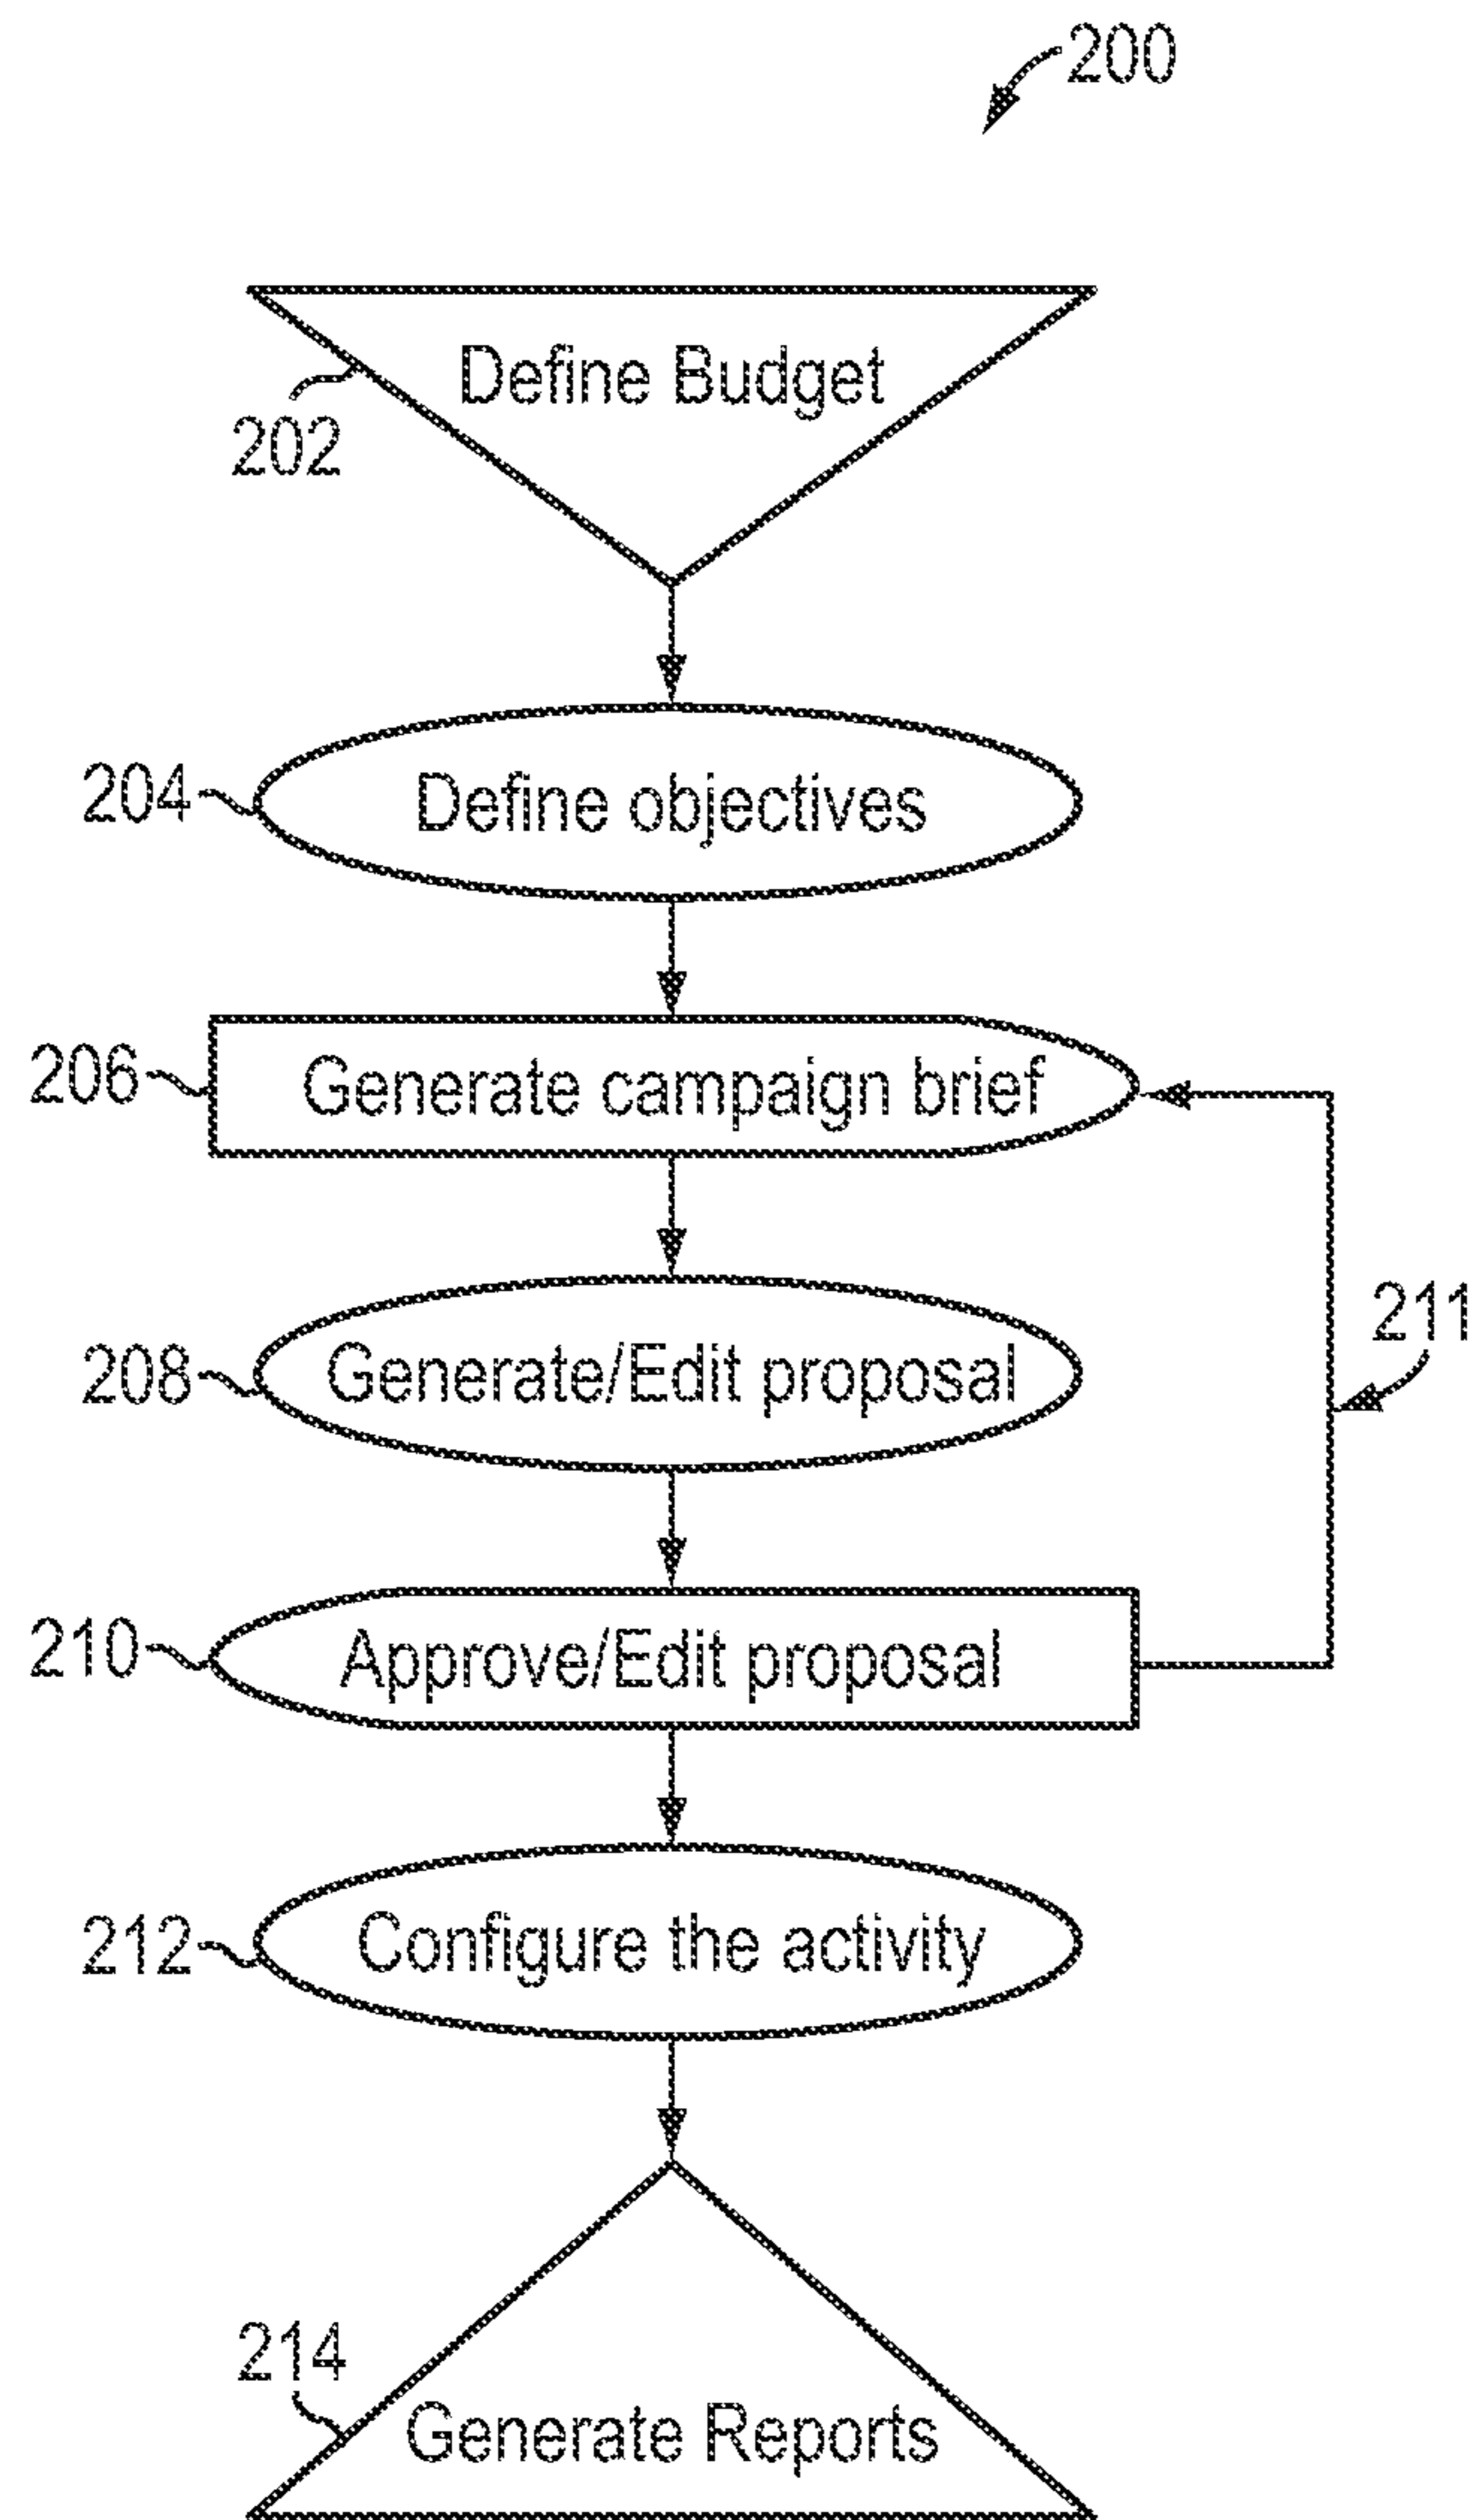 200
Define Budget
202
Define objectives
204
Generate campaign brief
206
Generate/Edit proposal
208
211
Approve/Edit proposal
210
Configure the activity
212
214
Generate Reports